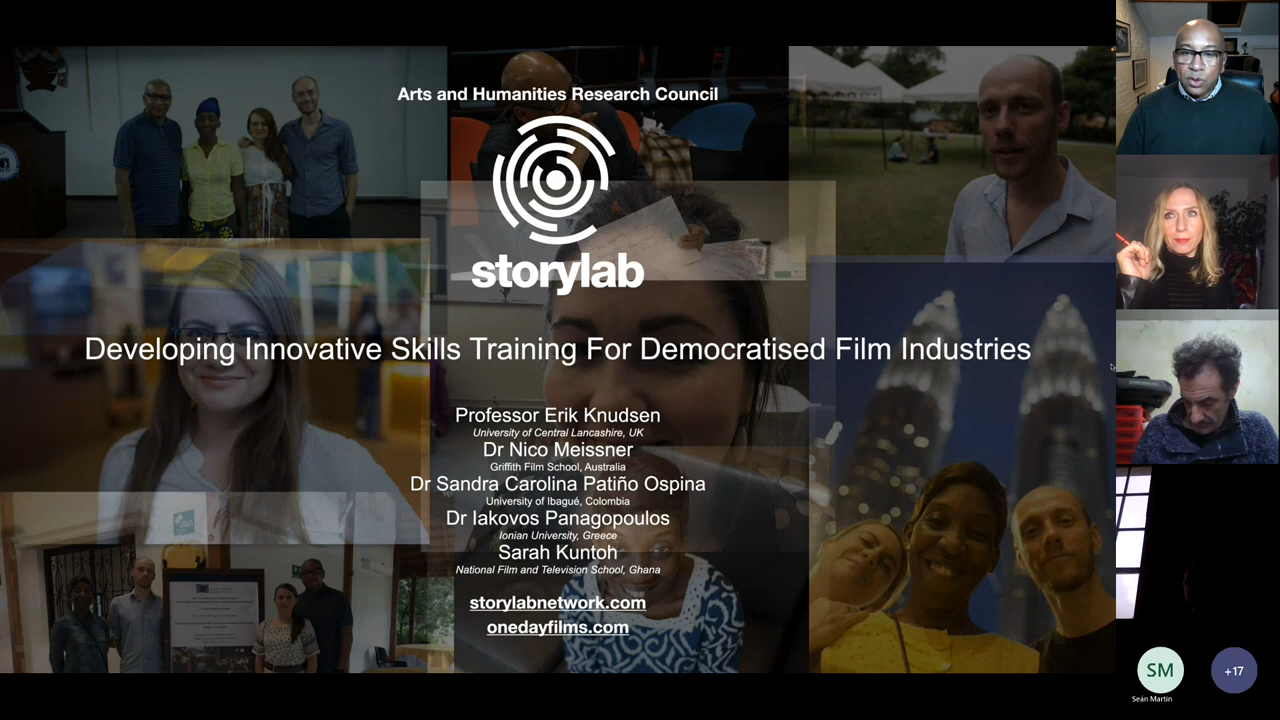 Arts and Humanities Research Council
storylab
Developing Innovative Skills Training For Democratised Film Industries
Professor Erik Knudsen
University of Central Lancashire, UK
Dr Nico Meissner
Griffith Film School, Australia
Dr Sandra Carolina Patiño Ospina
University of Ibagué, Colombia
Dr Iakovos Panagopoulos
Ionian University, Greece
Sarah Kuntoh
National Film and Television School, Ghana
storylabnetwork.com
onedayfilms.com
SM
Seán Martin
+17